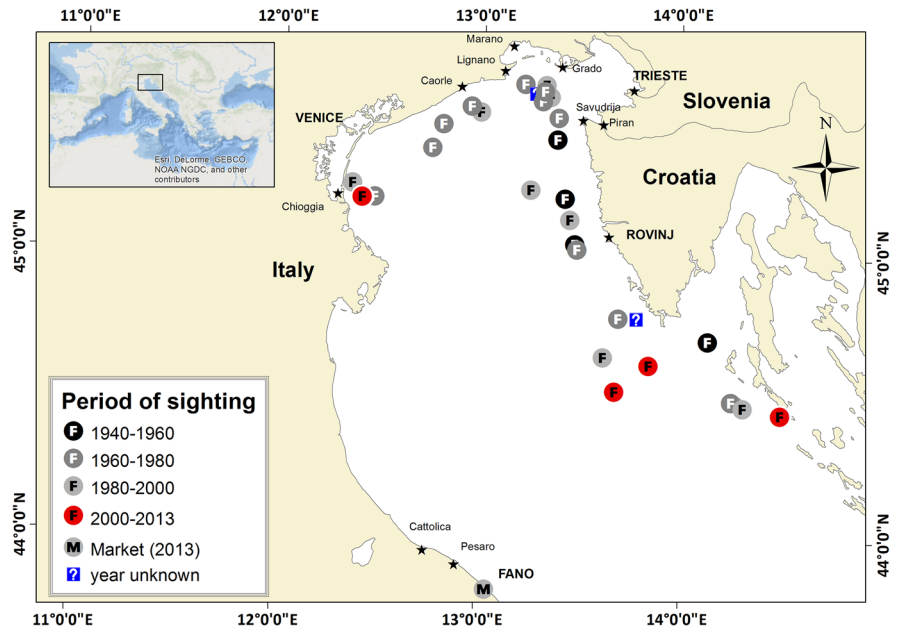 11°0'0"E 12°0'0"E 13°0'0"E 14°0'0"E
Marano
Lignano
Grado
Caorle
TRIESTE
Savudrija
Slovenia
VENICE
Piran
N
Esri, DeLorme, GEBCO,
NOAA NGDC, and other
contributors
Croatia
Chioggia
ROVINJ
Italy
45°0'0"N
45°0'0"N
F F F F F F F F F F F F F F F F F F F F F F F
?
Period of sighting
F 1940-1960
F 1960-1980
F 1980-2000
F 2000-2013
M Market (2013)
? year unknown
44°0'0"N
44°0'0"N
Cattolica
Pesaro
FANO
M
11°0'0"E 12°0'0"E 13°0'0"E 14°0'0"E